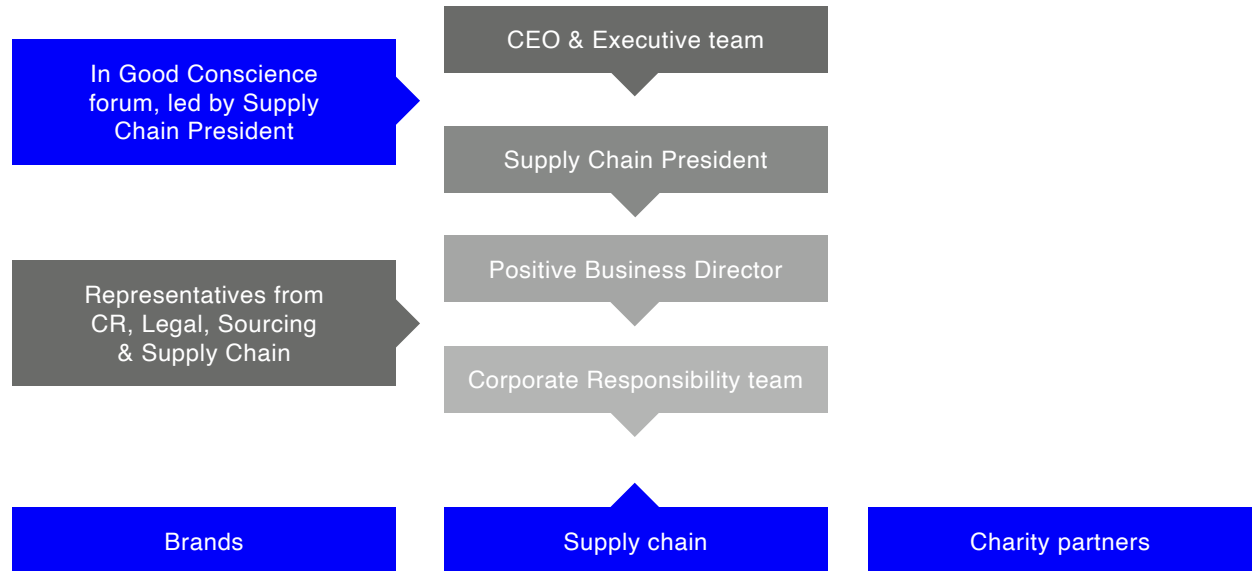 CEO & Executive team
In Good Conscience
forum, led by Supply
Chain President
Supply Chain President
Positive Business Director
Representatives from
CR, Legal, Sourcing
& Supply Chain
Corporate Responsibility team
Brands
Supply chain
Charity partners